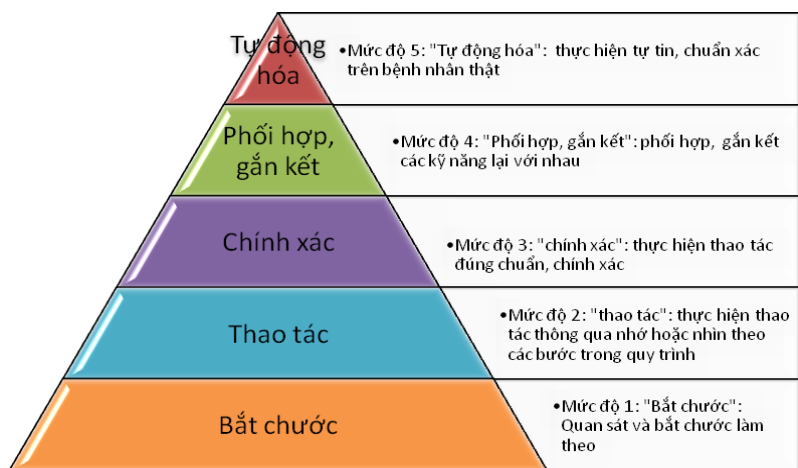 Tự động
hóa
•Mức độ 5: "Tự động hóa": thực hiện tự tin, chuẩn xác
trên bệnh nhân thật
Phối hợp,
gắn kết
•Mức độ 4: "Phối hợp, gắn kết": phối hợp, gắn kết
các kỹ năng lại với nhau
Chính xác
•Mức độ 3: "chính xác": thực hiện thao tác
đúng chuẩn, chính xác
Thao tác
•Mức độ 2: "thao tác": thực hiện thao
tác thông qua nhớ hoặc nhìn theo
các bước trong quy trình
Bắt chước
•Mức độ 1: "Bắt chước":
Quan sát và bắt chước làm
theo